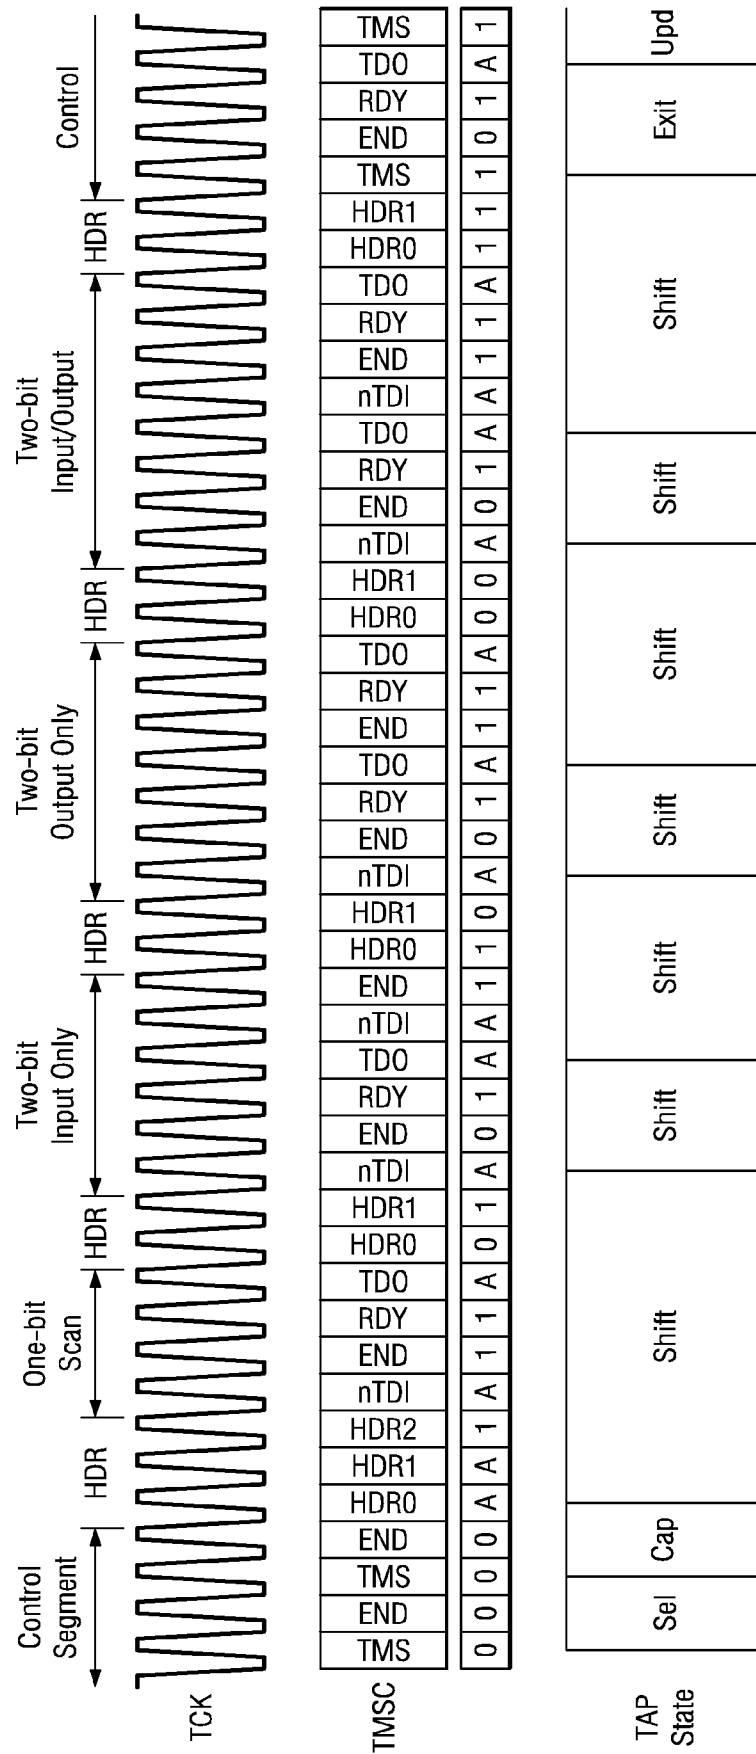 Control
Segment
HDR
One-bit
Scan
HDR
Two-bit
Input Only
HDR
Two-bit
Output Only
HDR
Two-bit
Input/Output
HDR
Control
TCK
TMSC
TMS END TMS END HDR0 HDR1 HDR2 nTDI END RDY TDO HDR0 HDR1 nTDI END RDY TDO nTDI END HDR0 HDR1 nTDI END RDY TDO END RDY TDO HDR0 HDR1 nTDI END RDY TDO nTDI END RDY TDO HDR0 HDR1 TMS END RDY TDO TMS
0 0 0 0 A A 1 A 1 1 A 0 1 A 0 1 A A 1 1 0 A 0 1 A 1 1 A 0 0 A 0 1 A A 1 1 A 1 1 1 0 1 A 1
TAP
State
Sel Cap Shift Shift Shift Shift Shift Shift Shift Exit Upd